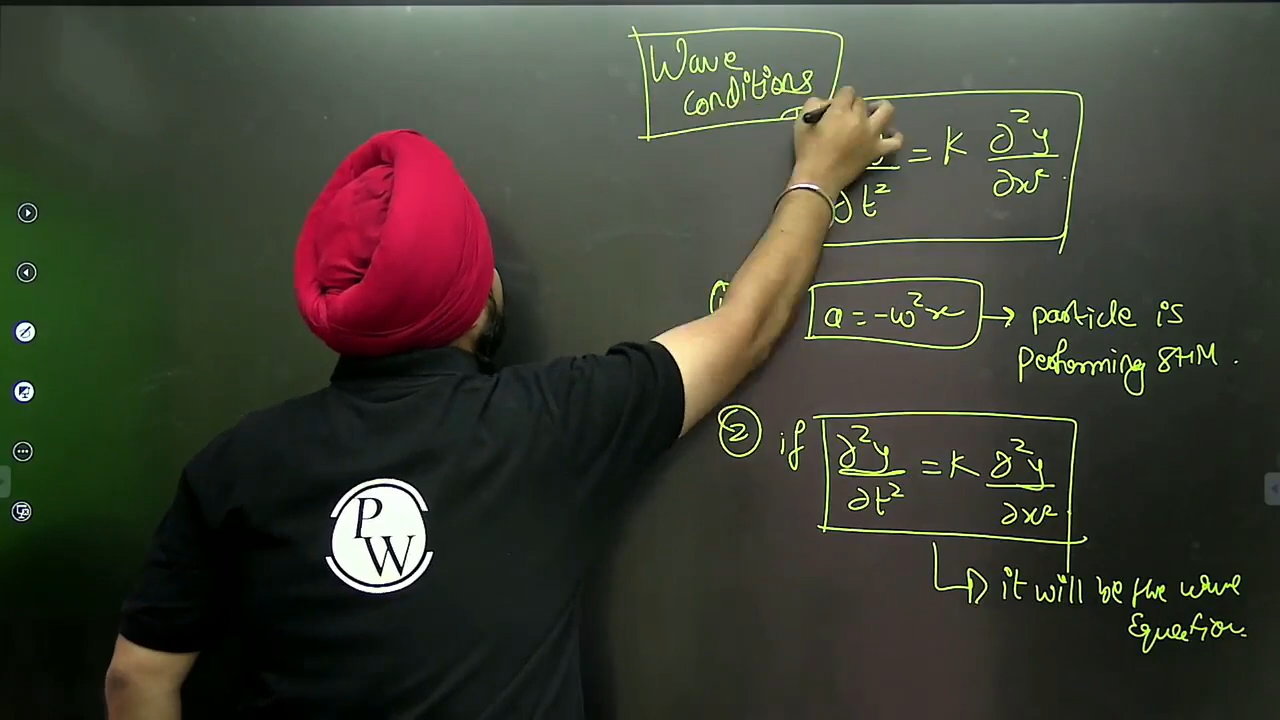 Wave
conditions
∂t² = K ∂²y/∂x²
a = -ω²x → particle is
performing SHM.
② if ∂²y/∂t² = K ∂²y/∂x²
it will be the wave
Equation.
P
W